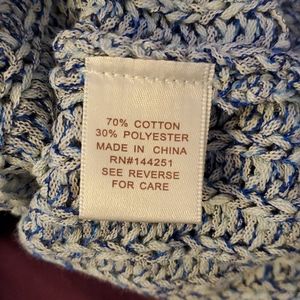 70% COTTON
30% POLYESTER
MADE IN CHINA
RN#144251
SEE REVERSE
FOR CARE